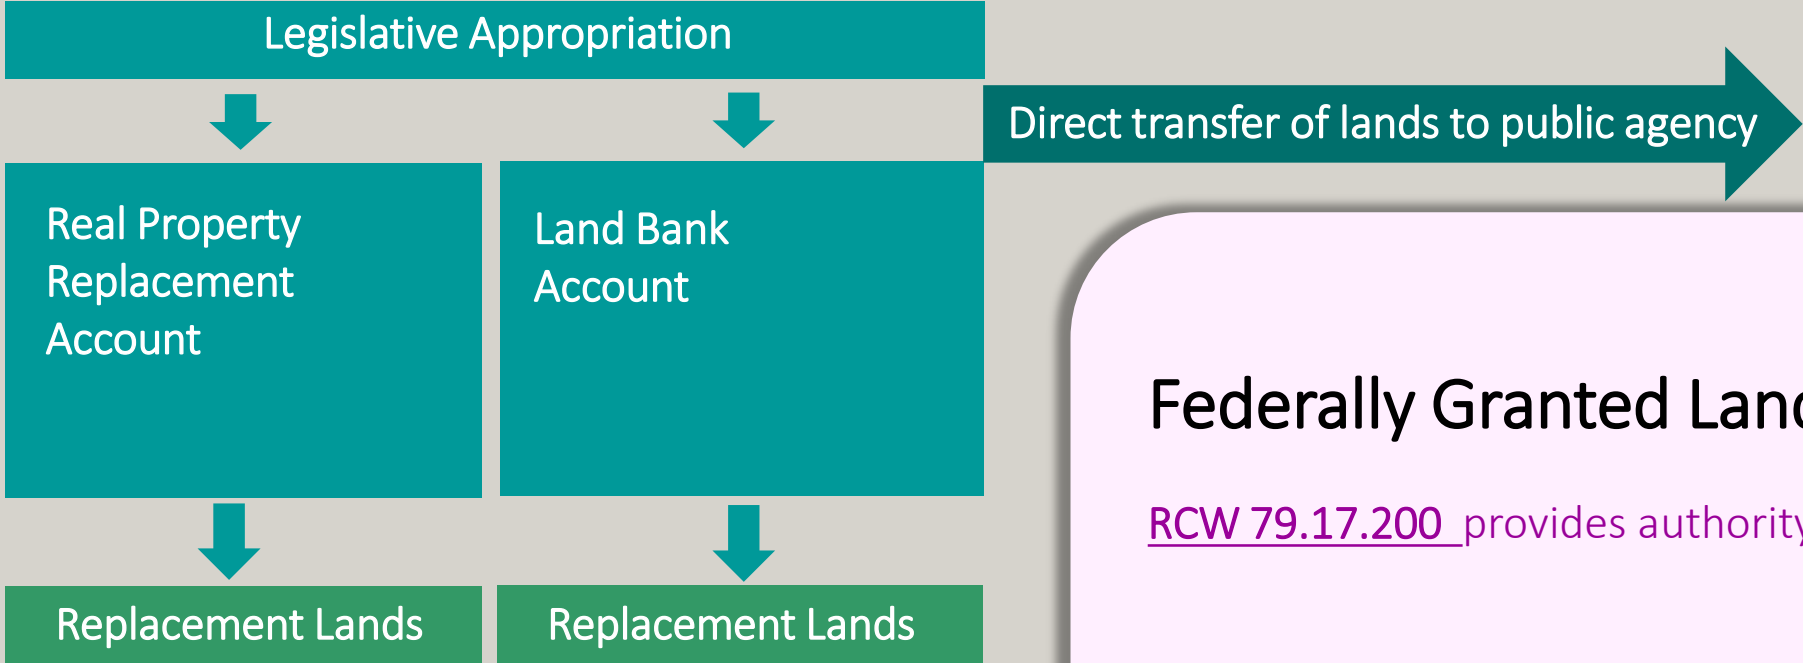 Legislative Appropriation
Direct transfer of lands to public agency
Real Property
Replacement
Account
Land Bank
Account
Federally Granted
RCW 79.17.200 provides authority
Replacement Lands
Replacement Lands